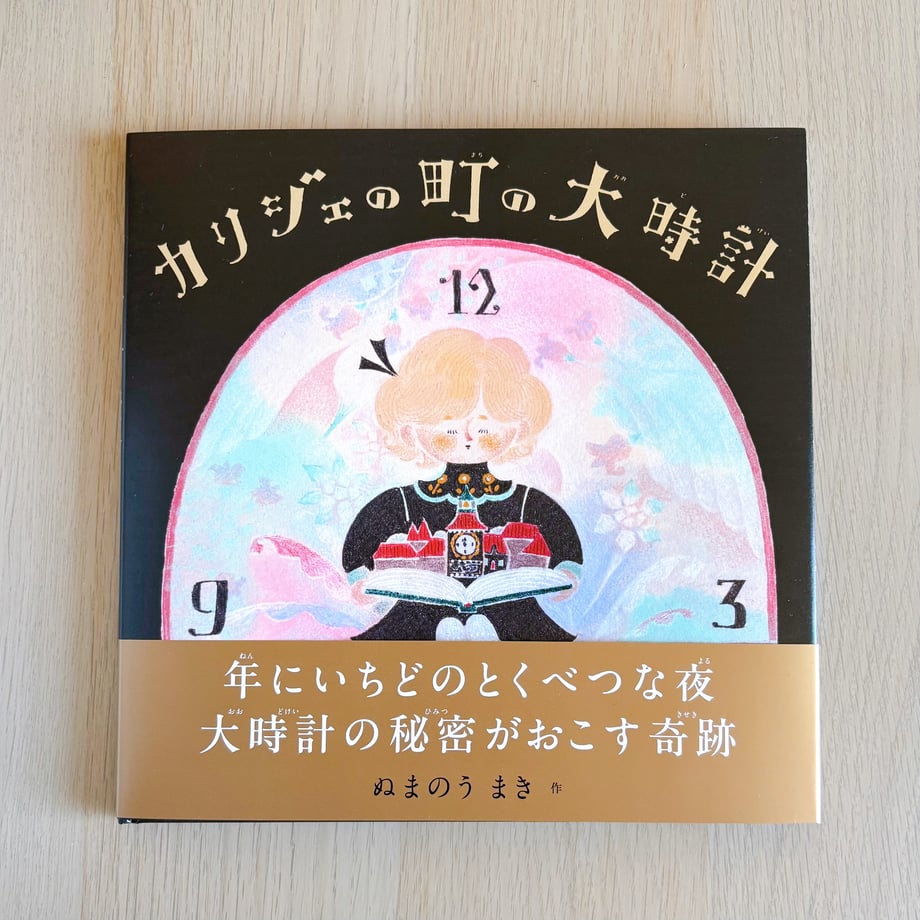 カリジェの町の大時計
12
9
3
年にいちどのとくべつな夜
大時計の秘密がおこす奇跡
ぬまのう まき 作